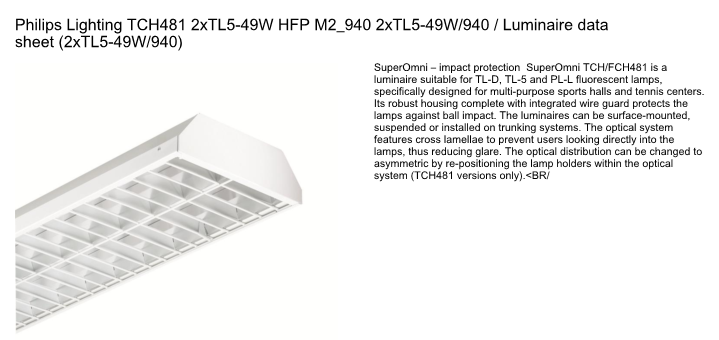 Philips Lighting TCH481 2xTL5-49W HFP M2_940 2xTL5-49W/940 / Luminaire data
sheet (2xTL5-49W/940)
SuperOmni – impact protection  SuperOmni TCH/FCH481 is a
luminaire suitable for TL-D, TL-5 and PL-L fluorescent lamps,
specifically designed for multi-purpose sports halls and tennis centers.
Its robust housing complete with integrated wire guard protects the
lamps against ball impact. The luminaires can be surface-mounted,
suspended or installed on trunking systems. The optical system
features cross lamellae to prevent users looking directly into the
lamps, thus reducing glare. The optical distribution can be changed to
asymmetric by re-positioning the lamp holders within the optical
system (TCH481 versions only).<BR/